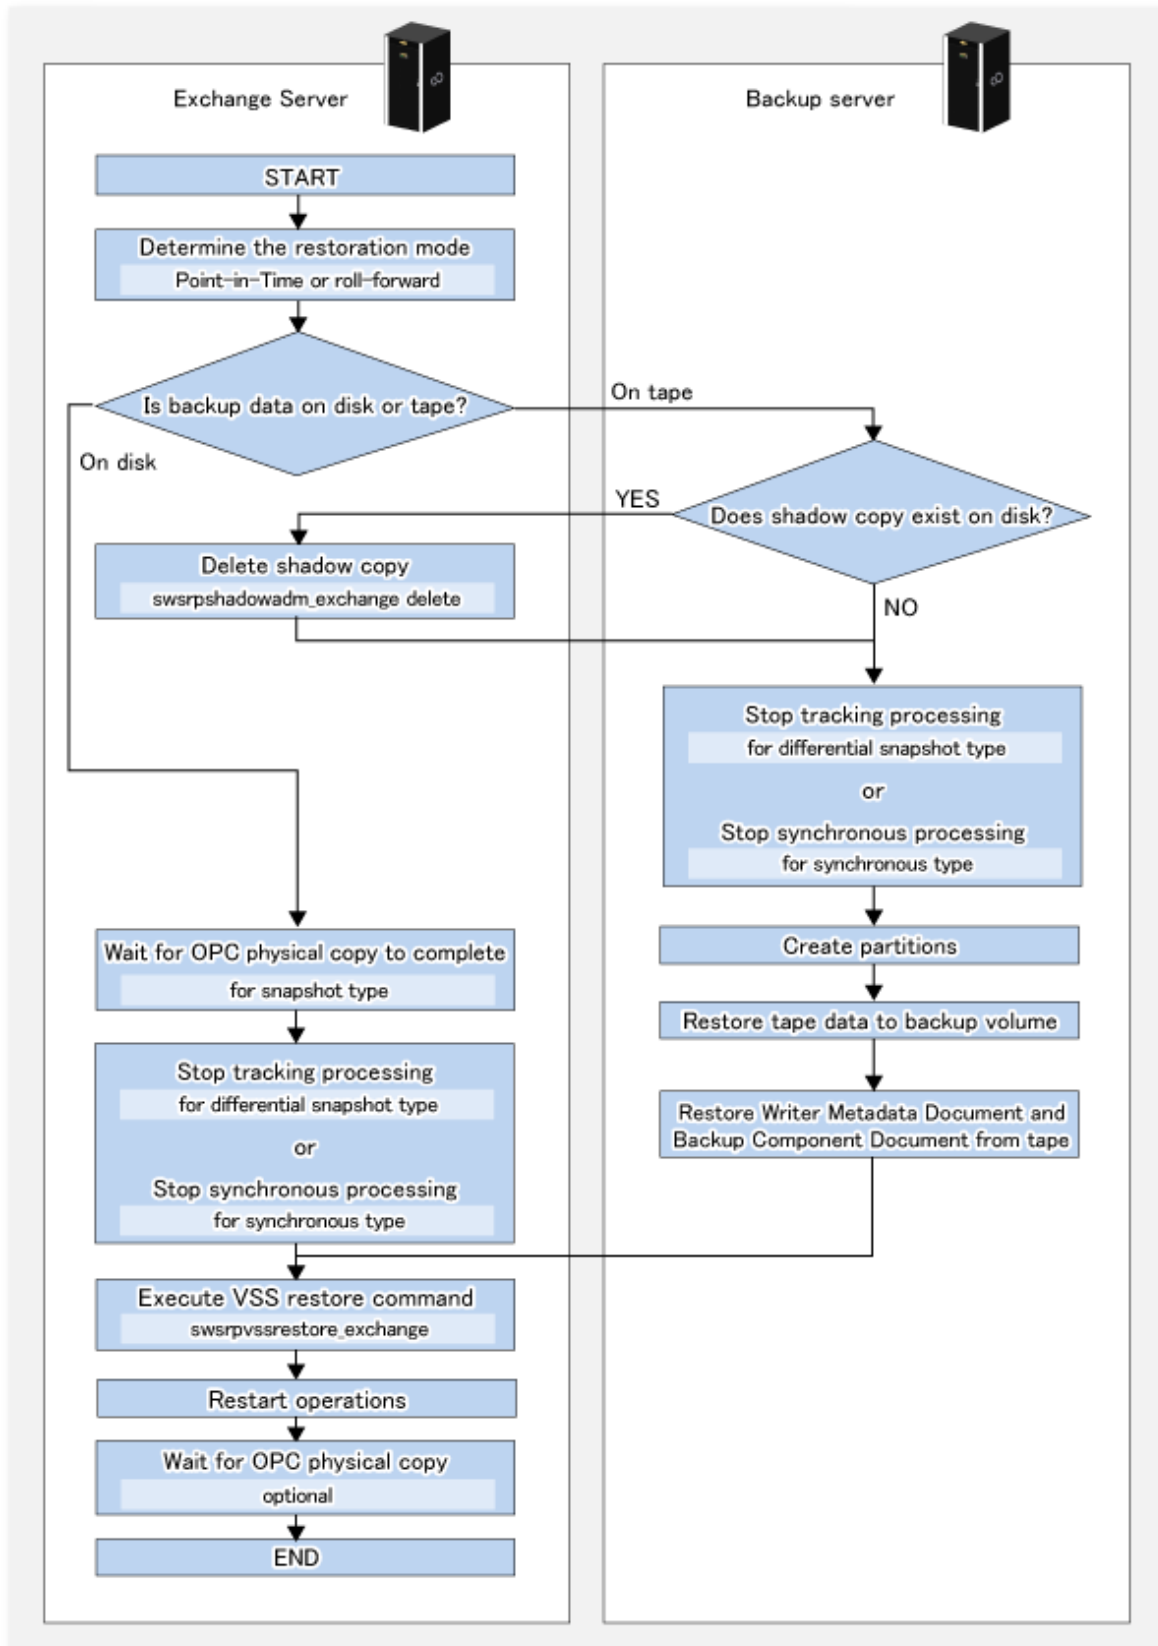 Exchange Server
Backup server
START
Determine the restoration mode
Point-in-Time or roll-forward
Is backup data on disk or tape?
On tape
On disk
YES
Does shadow copy exist on disk?
Delete shadow copy
swsrpshadowadm_exchange delete
NO
Stop tracking processing
for differential snapshot type
or
Stop synchronous processing
for synchronous type
Create partitions
Restore tape data to backup volume
Restore Writer Metadata Document and
Backup Component Document from tape
Wait for OPC physical copy to complete
for snapshot type
Stop tracking processing
for differential snapshot type
or
Stop synchronous processing
for synchronous type
Execute VSS restore command
swsrpvssrestore_exchange
Restart operations
Wait for OPC physical copy
optional
END